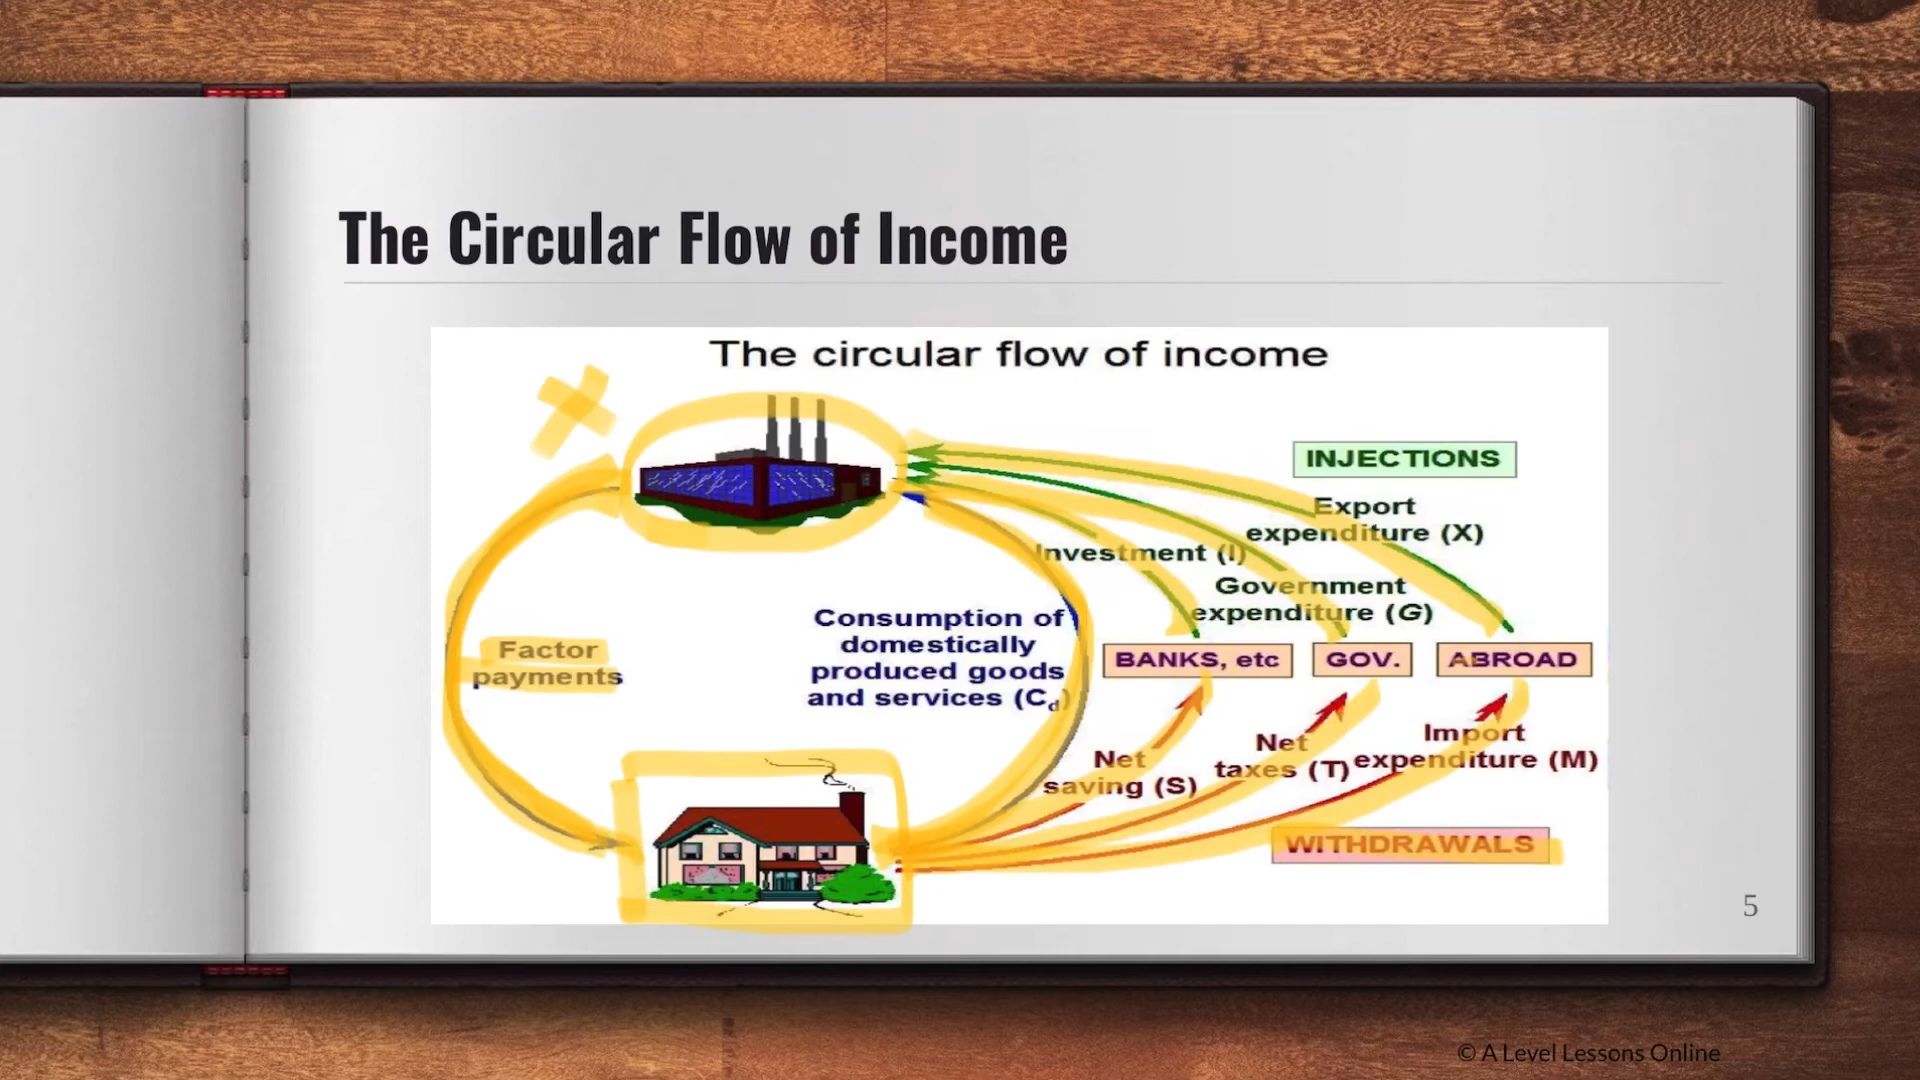 The Circular Flow of Income
The circular flow of income
INJECTIONS
Export
expenditure (X)
Investment (I)
Government
expenditure (G)
Consumption of
domestically
produced goods
and services (Cd)
Factor
payments
BANKS, etc
GOV.
ABROAD
Net
saving (S)
Net
taxes (T)
Import
expenditure (M)
WITHDRAWALS
5
© A Level Lessons Online